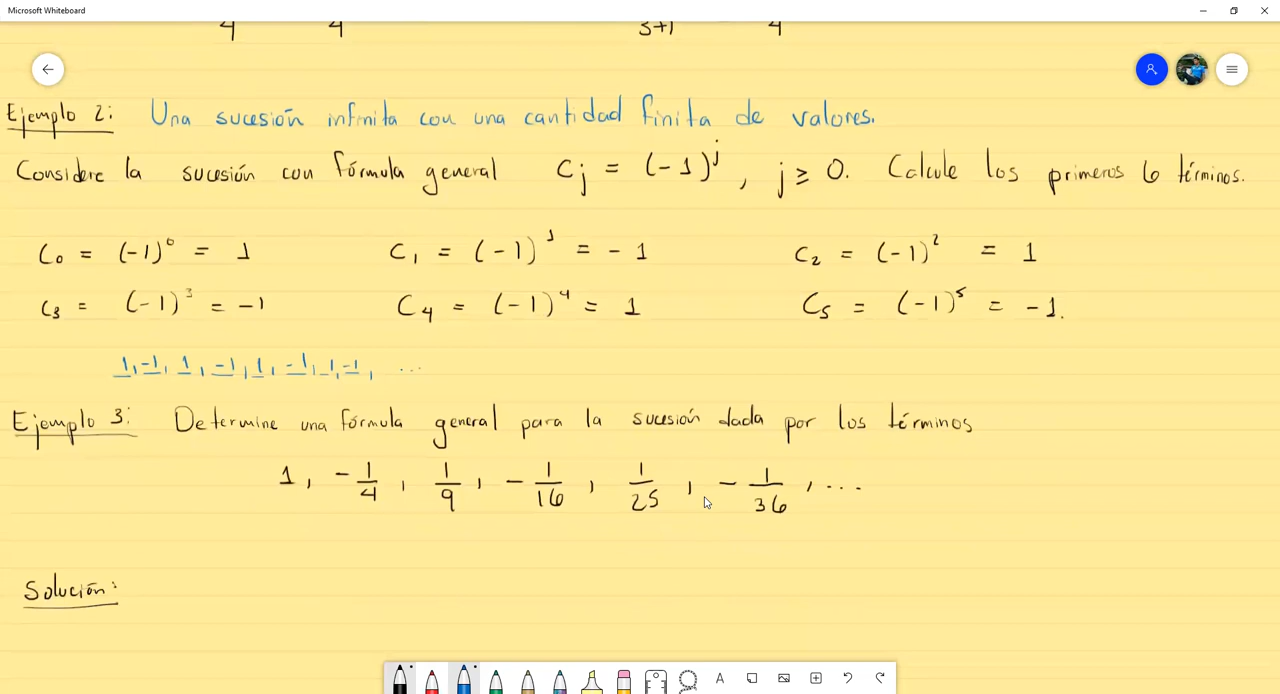 Microsoft Whiteboard
4 4 3+1 4
Ejemplo 2: Una sucesión infinita con una cantidad finita de valores.
Considere la sucesión con fórmula general C_j = (-1)^j, j ≥ 0. Calcule los primeros 6 términos.
C_0 = (-1)^0 = 1 C_1 = (-1)^1 = -1 C_2 = (-1)^2 = 1
C_3 = (-1)^3 = -1 C_4 = (-1)^4 = 1 C_5 = (-1)^5 = -1.
1, -1, 1, -1, 1, -1, 1, -1, ...
Ejemplo 3: Determine una fórmula general para la sucesión dada por los términos
1, -1/4, 1/9, -1/16, 1/25, -1/36, ...
Solución:
A